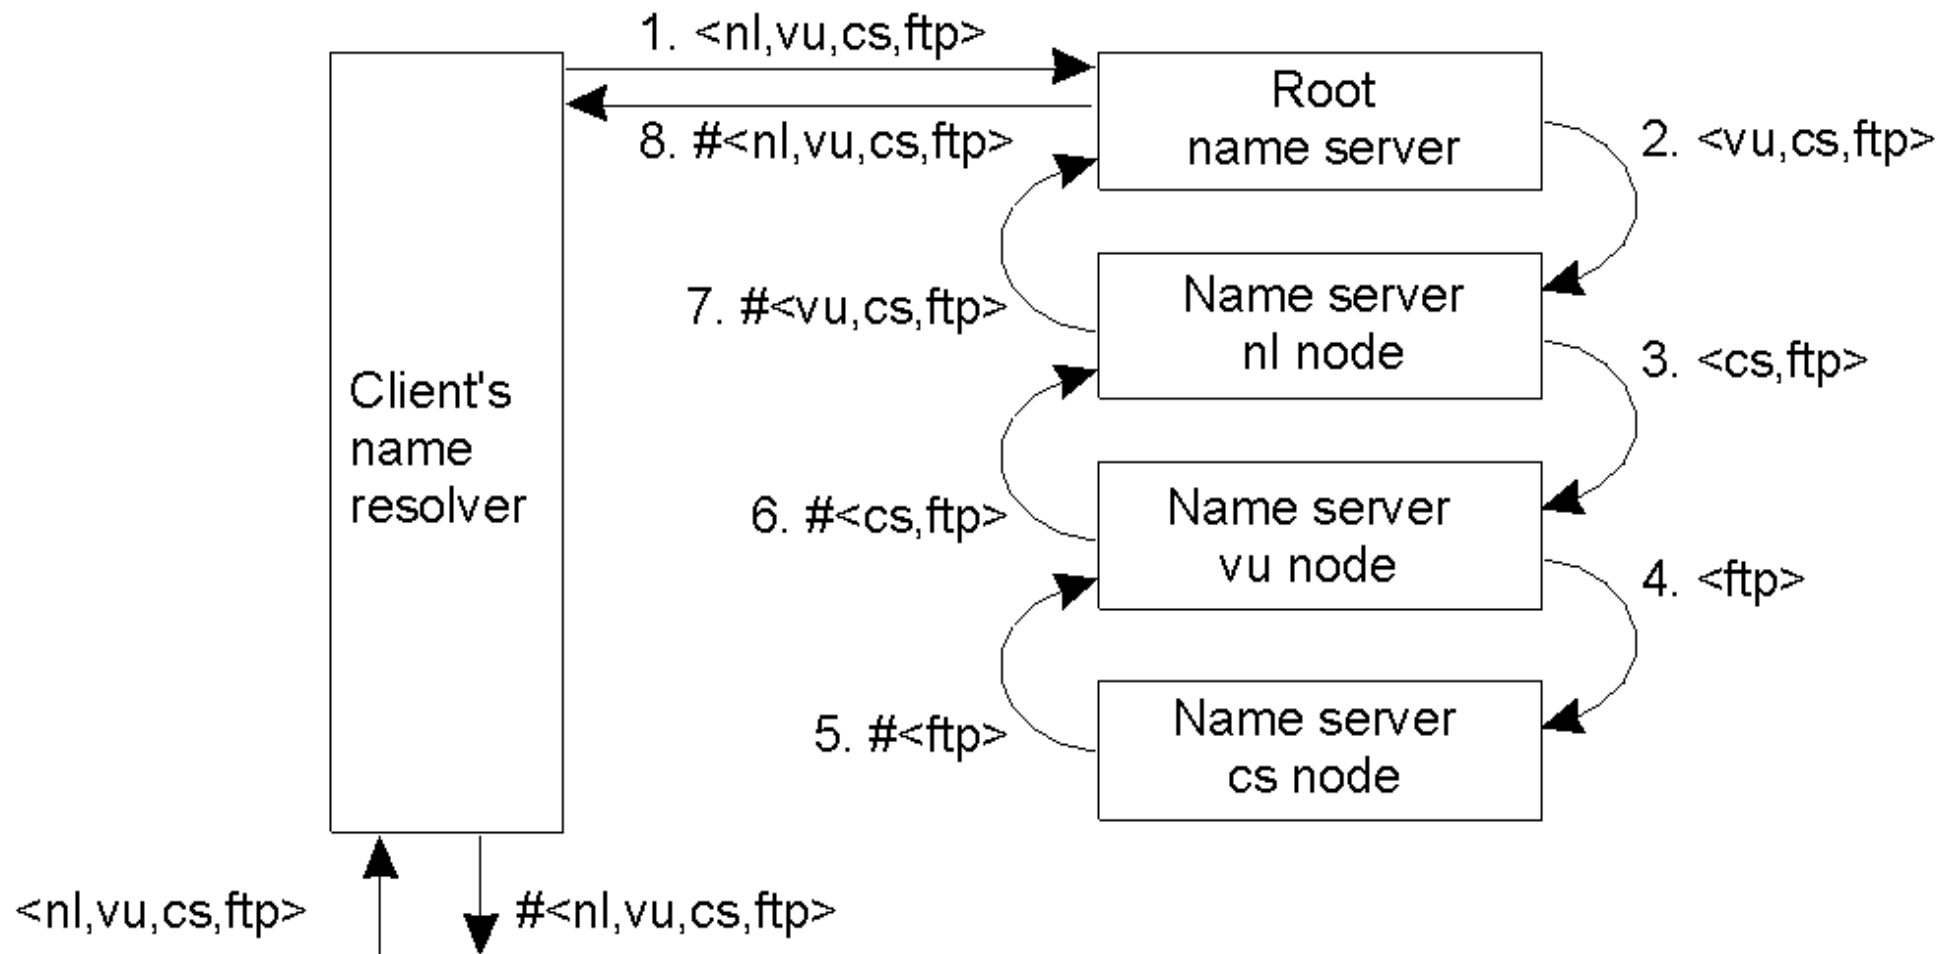 1. <nl,vu,cs,ftp>
Root
name server
8. #<nl,vu,cs,ftp>
2. <vu,cs,ftp>
Name server
nl node
7. #<vu,cs,ftp>
3. <cs,ftp>
Client's
name
resolver
Name server
vu node
6. #<cs,ftp>
4. <ftp>
Name server
cs node
5. #<ftp>
<nl,vu,cs,ftp>
#<nl,vu,cs,ftp>